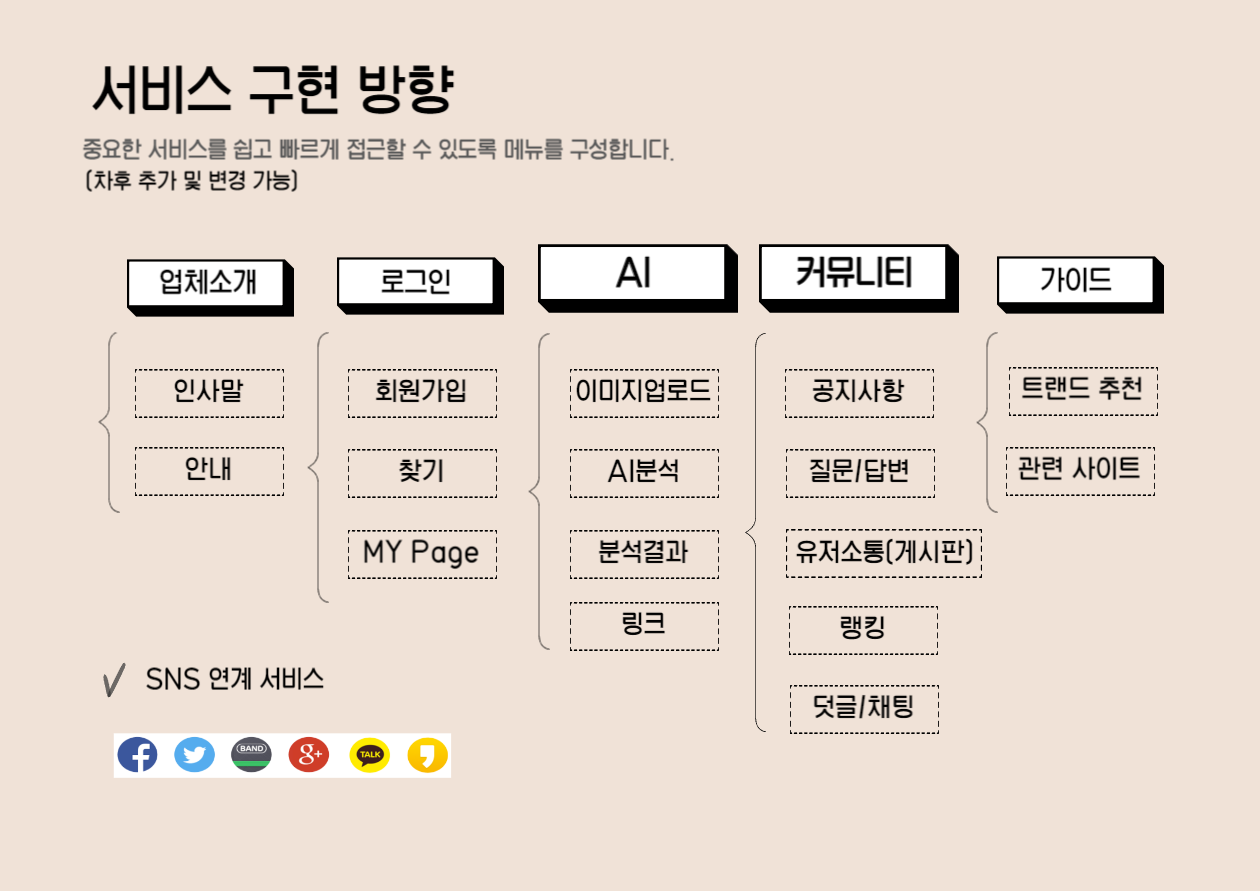 서비스 구현 방향
중요한 서비스를 쉽고 빠르게 접근할 수 있도록 메뉴를 구성합니다.
(차후 추가 및 변경 가능)
업체소개
인사말
안내
로그인
회원가입
찾기
MY Page
AI
이미지업로드
AI분석
분석결과
링크
커뮤니티
공지사항
질문/답변
유저소통(게시판)
랭킹
덧글/채팅
가이드
트랜드 추천
관련 사이트
SNS 연계 서비스
f
BAND
g+
TALK